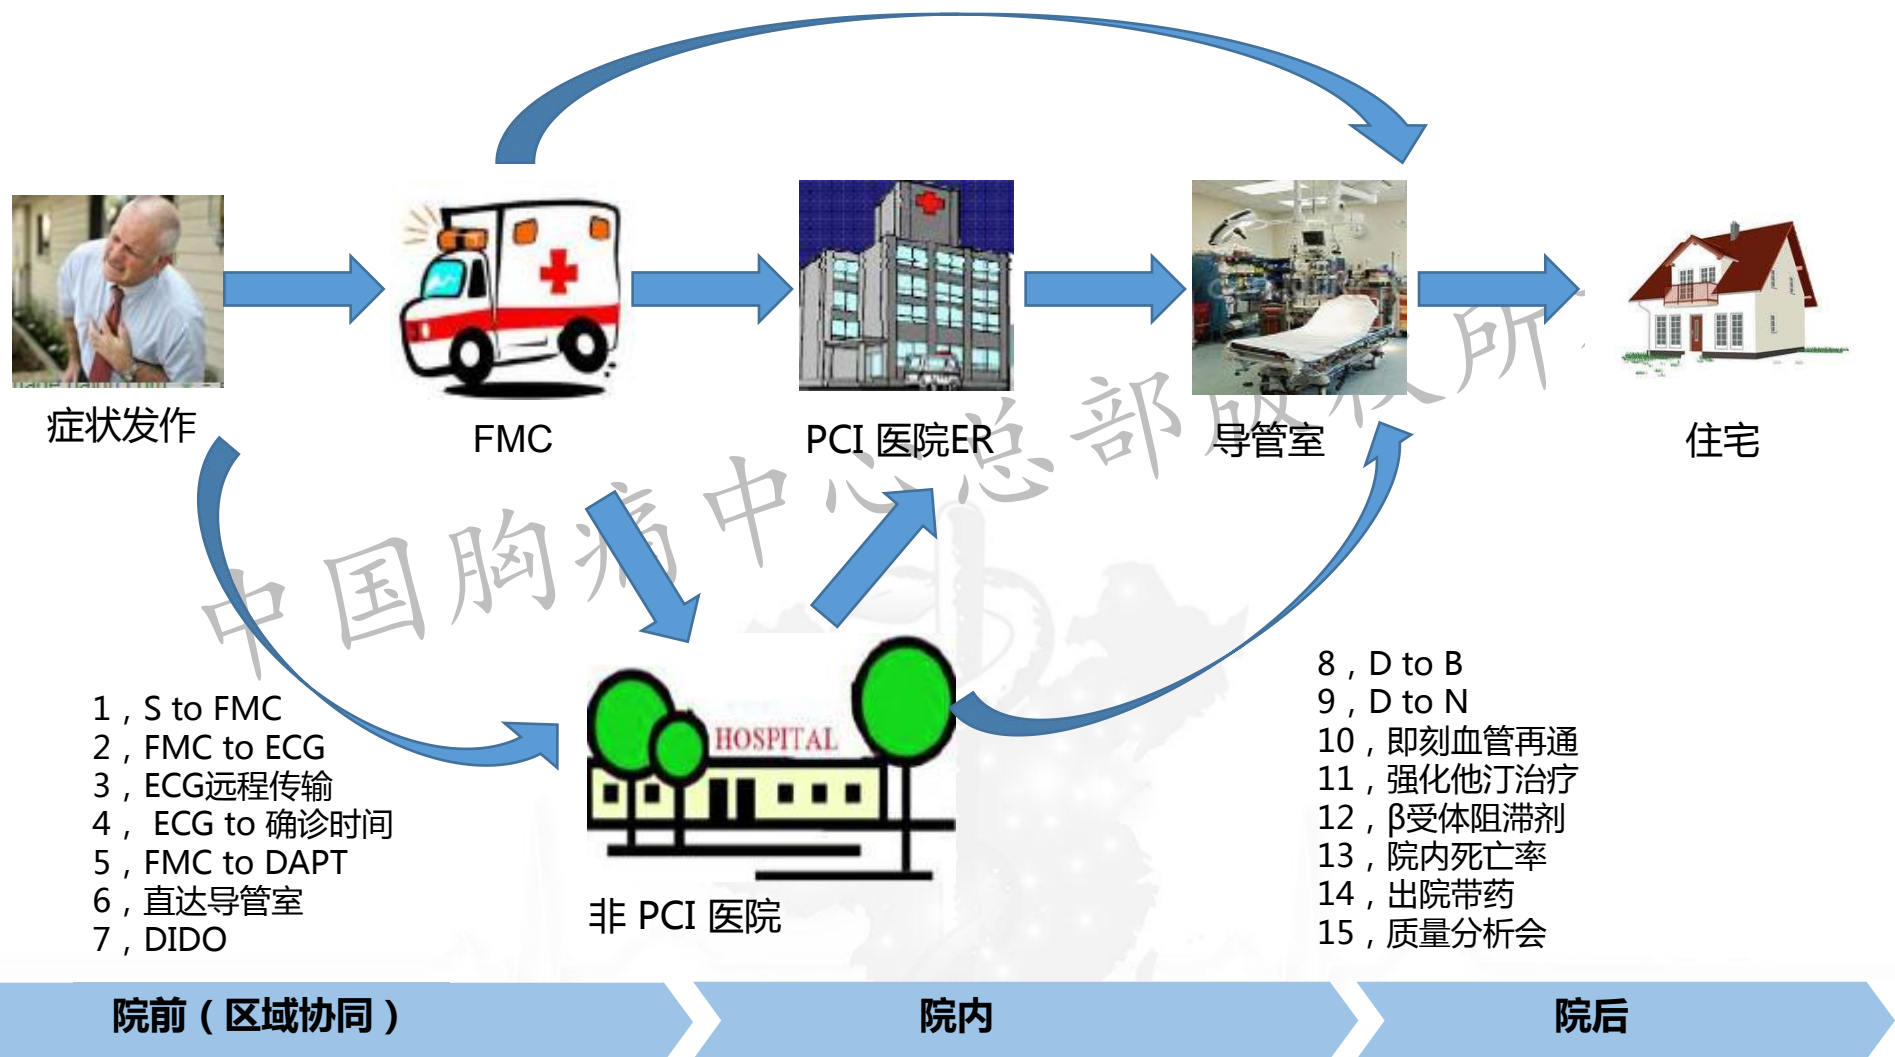 症状发作
FMC
PCI 医院ER
导管室
住宅
HOSPITAL
非 PCI 医院
1，S to FMC
2，FMC to ECG
3，ECG远程传输
4， ECG to 确诊时间
5，FMC to DAPT
6，直达导管室
7，DIDO
8，D to B
9，D to N
10，即刻血管再通
11，强化他汀治疗
12，β受体阻滞剂
13，院内死亡率
14，出院带药
15，质量分析会
院前（区域协同）
院内
院后
中国胸痛中心总部版权所